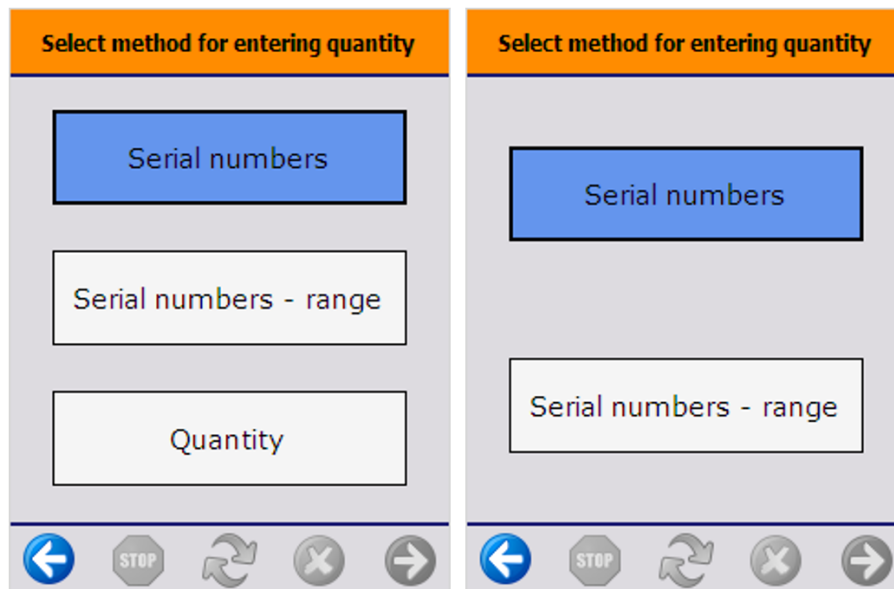 Select method for entering quantity
Serial numbers
Serial numbers - range
Quantity
STOP
Select method for entering quantity
Serial numbers
Serial numbers - range
STOP